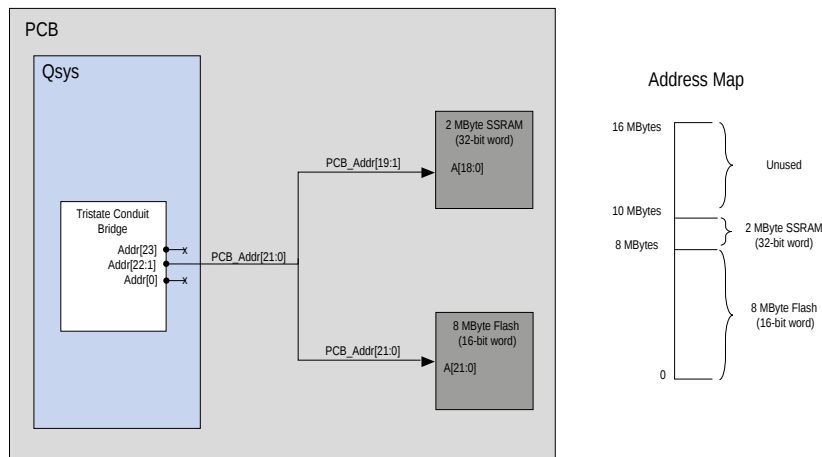 PCB
Qsys
Tristate Conduit
Bridge
Addr[23]
x
Addr[22:1]
Addr[0]
x
PCB_Addr[21:0]
PCB_Addr[19:1]
2 MByte SSRAM
(32-bit word)
A[18:0]
PCB_Addr[21:0]
8 MByte Flash
(16-bit word)
A[21:0]
Address Map
16 MBytes
Unused
10 MBytes
2 MByte SSRAM
(32-bit word)
8 MBytes
8 MByte Flash
(16-bit word)
0